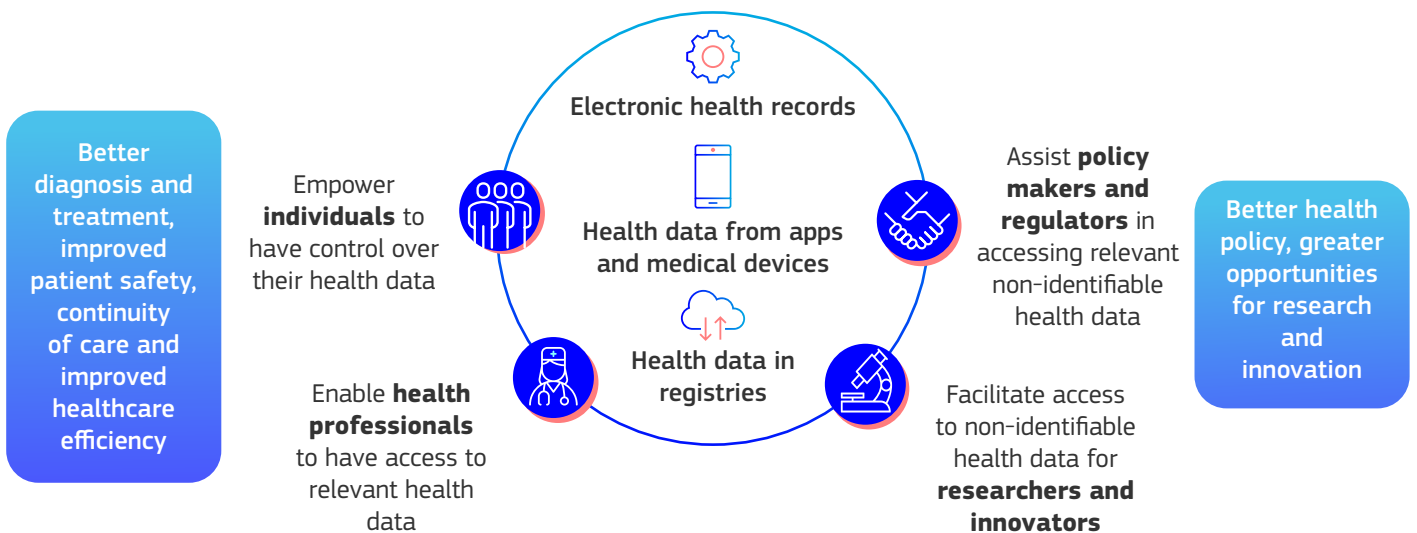 Better
diagnosis and
treatment,
improved
patient safety,
continuity
of care and
improved
healthcare
efficiency
Empower
individuals to
have control over
their health data
Enable health
professionals
to have access to
relevant health
data
Electronic health records
Health data from apps
and medical devices
Health data in
registries
Assist policy
makers and
regulators in
accessing relevant
non-identifiable
health data
Facilitate access
to non-identifiable
health data for
researchers and
innovators
Better health
policy, greater
opportunities
for research
and
innovation